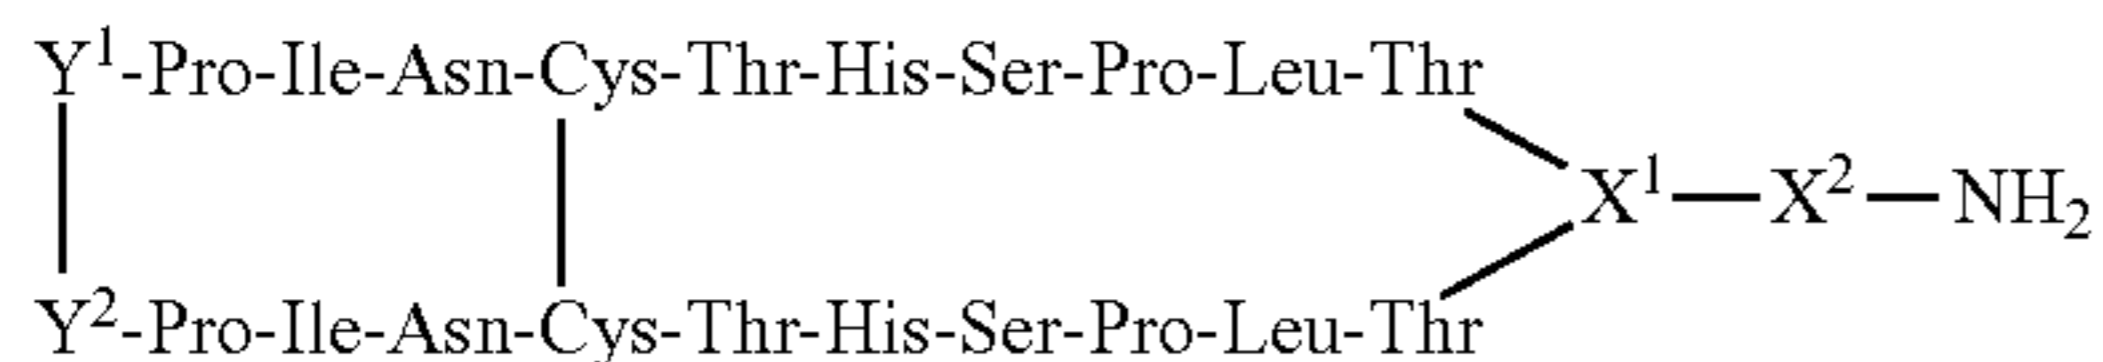 Y¹-Pro-Ile-Asn-Cys-Thr-His-Ser-Pro-Leu-Thr
X¹—X²—NH₂
Y²-Pro-Ile-Asn-Cys-Thr-His-Ser-Pro-Leu-Thr